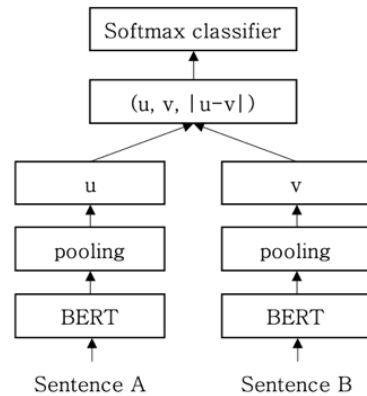 Softmax classifier
(u, v, |u-v|)
u v
pooling pooling
BERT BERT
Sentence A Sentence B